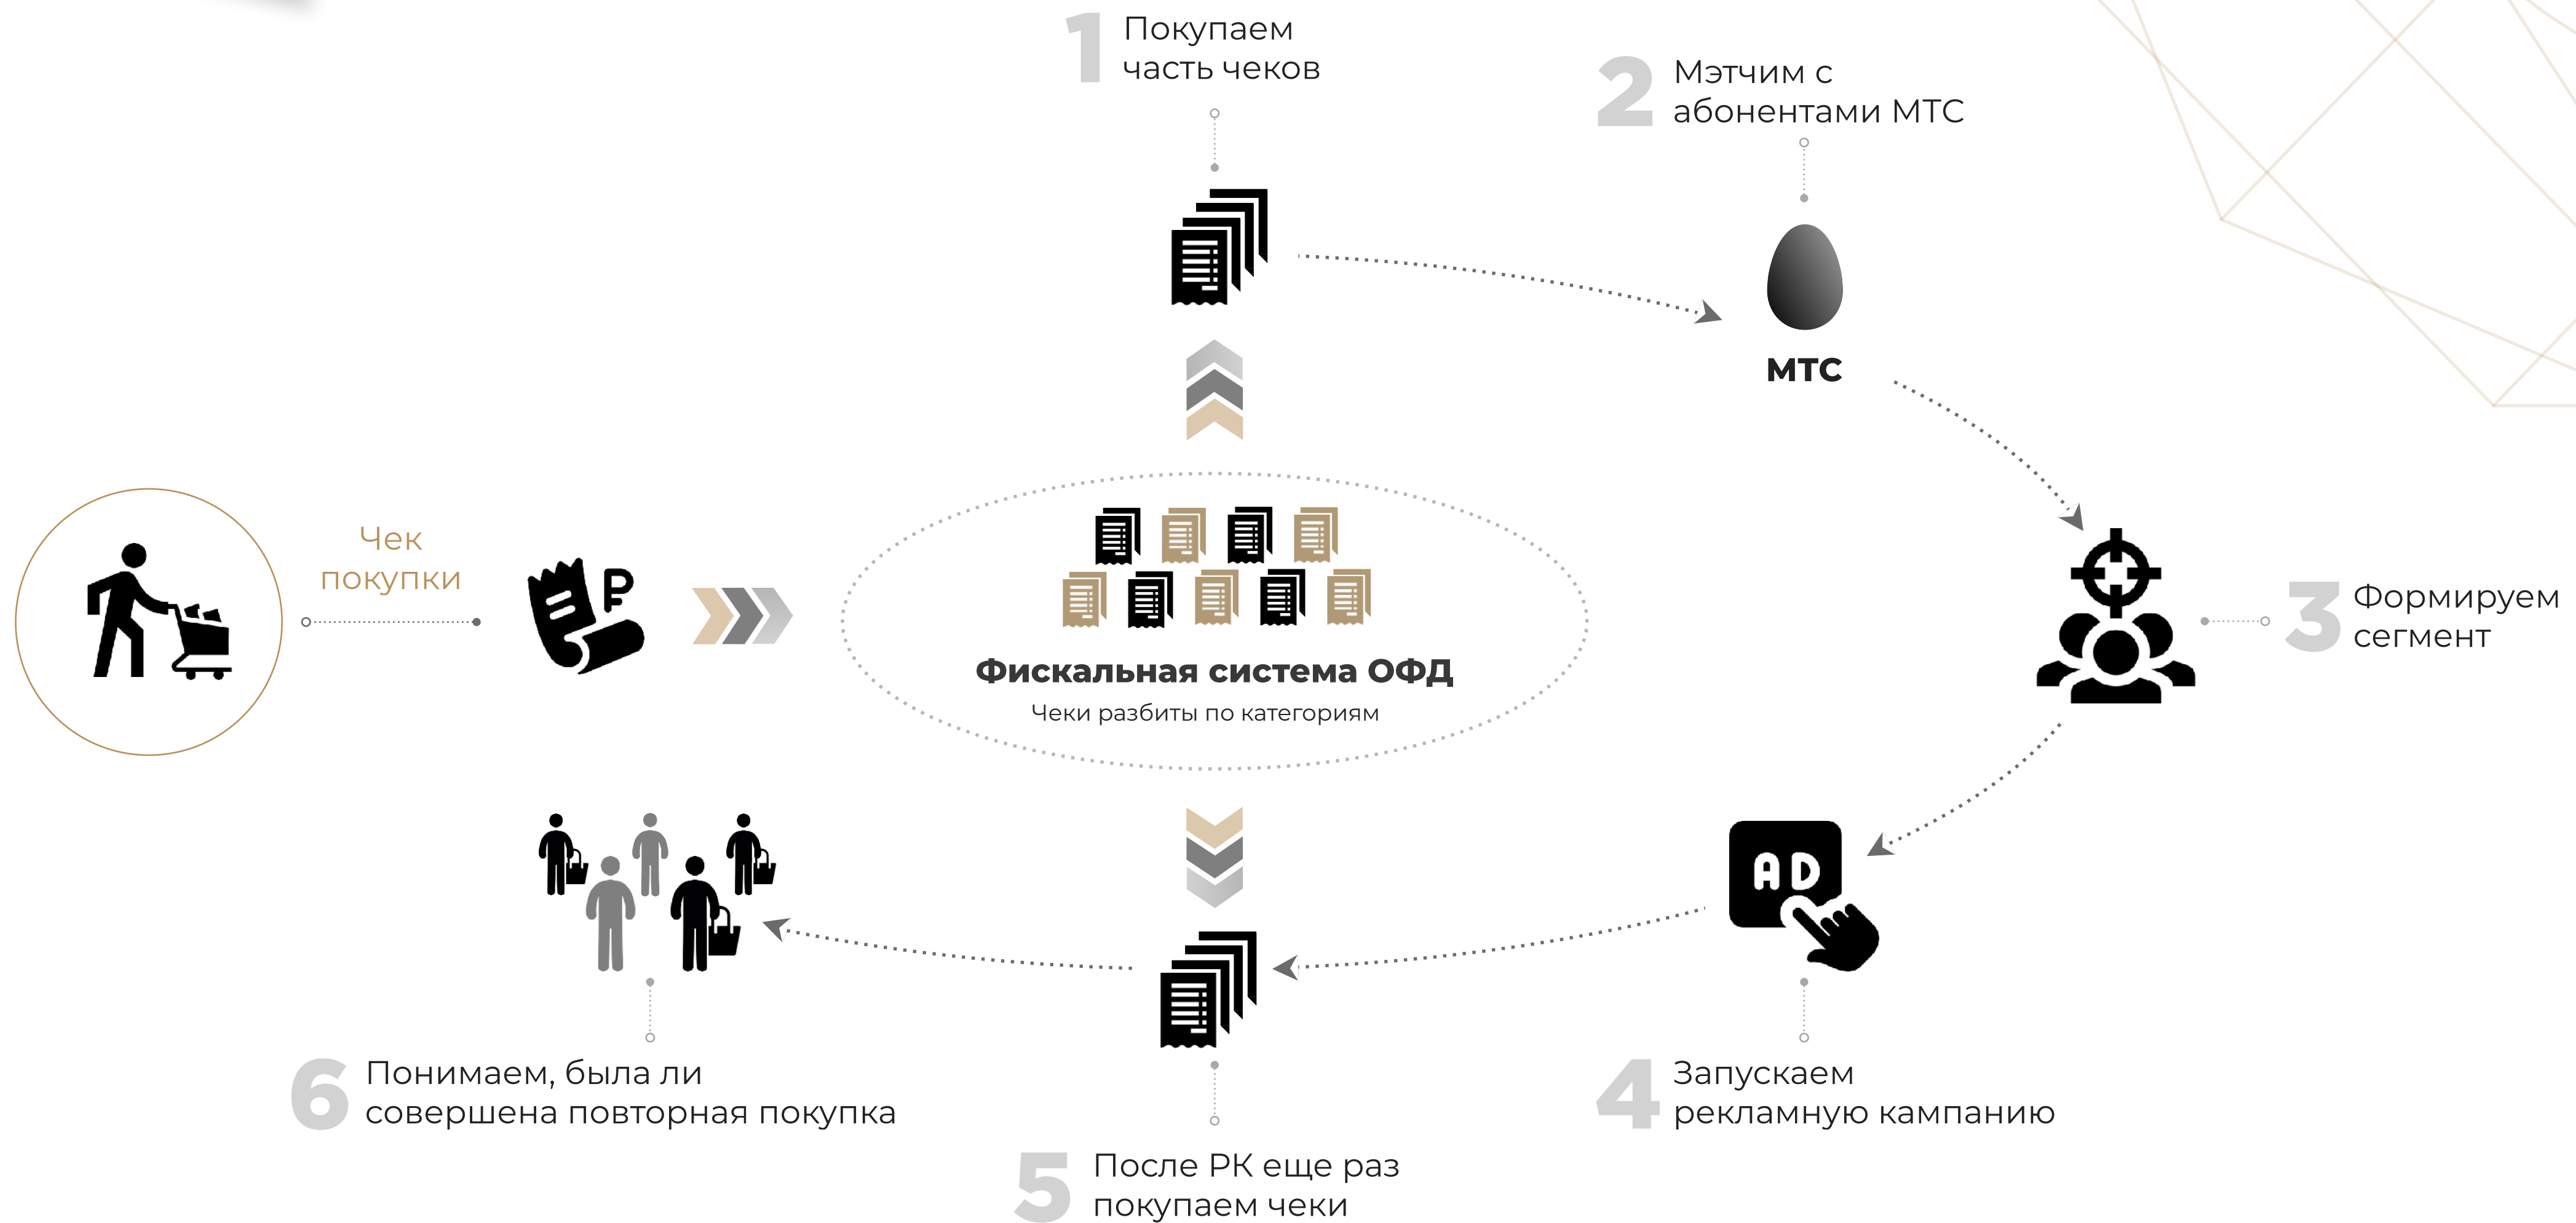 1
Покупаем
часть чеков
2
Мэтчим с
абонентами МТС
МТС
Чек
покупки
Фискальная система ОФД
Чеки разбиты по категориям
3
Формируем
сегмент
AD
4
Запускаем
рекламную кампанию
5
После РК еще раз
покупаем чеки
6
Понимаем, была ли
совершена повторная покупка